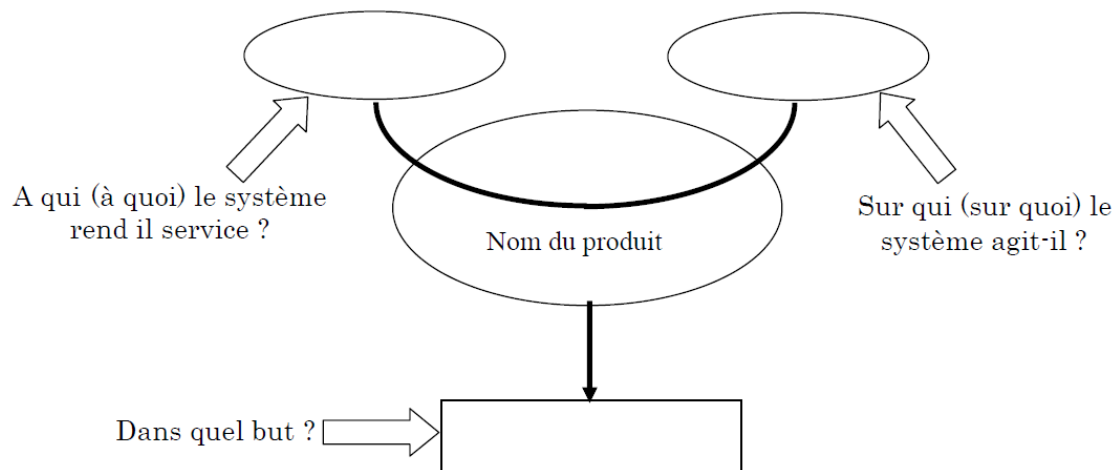 A qui (à quoi) le système
rend il service ?
Nom du produit
Sur qui (sur quoi) le
système agit-il ?
Dans quel but ?